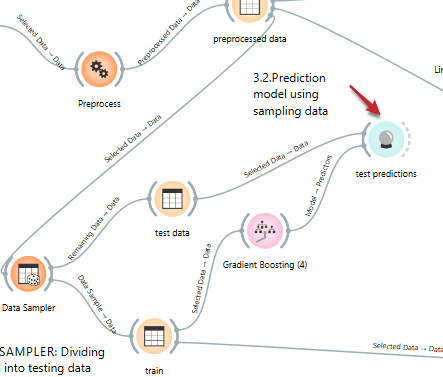 Selected Data → Data
Preprocess
Preprocessed Data → Data
preprocessed data
Lin
3.2.Prediction
model using
sampling data
Selected Data → Data
Selected Data → Data
test predictions
Remaining Data → Data
test data
Model → Predictors
Gradient Boosting (4)
Selected Data → Data
Data Sampler
Data Sample → Data
train
Selected Data → Data
SAMPLER: Dividing
into testing data